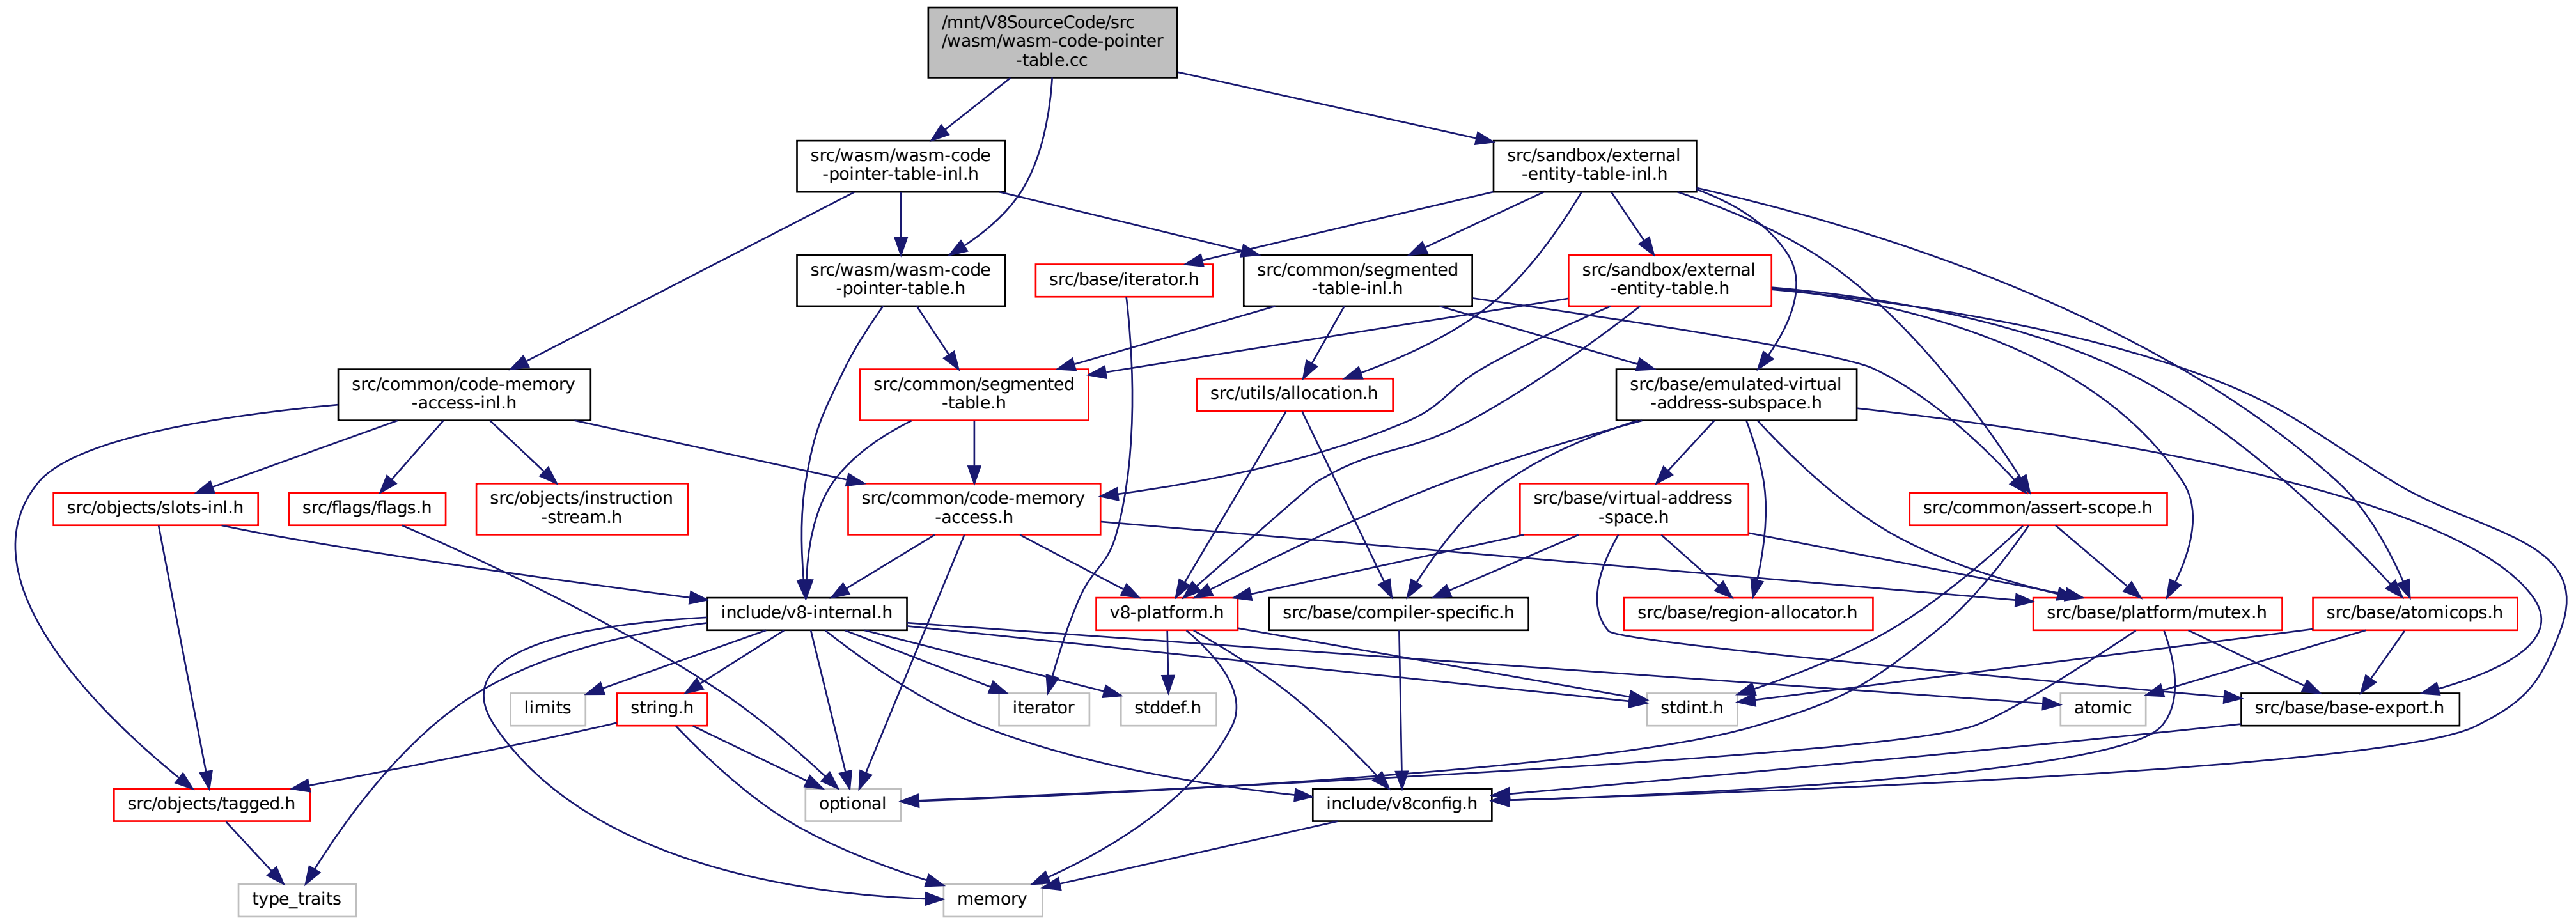 /mnt/V8SourceCode/src
/wasm/wasm-code-pointer
-table.cc
src/wasm/wasm-code
-pointer-table-inl.h
src/sandbox/external
-entity-table-inl.h
src/wasm/wasm-code
-pointer-table.h
src/base/iterator.h
src/common/segmented
-table-inl.h
src/sandbox/external
-entity-table.h
src/common/code-memory
-access-inl.h
src/common/segmented
-table.h
src/utils/allocation.h
src/base/emulated-virtual
-address-subspace.h
src/objects/slots-inl.h
src/flags/flags.h
src/objects/instruction
-stream.h
src/common/code-memory
-access.h
src/base/virtual-address
-space.h
src/common/assert-scope.h
include/v8-internal.h
v8-platform.h
src/base/compiler-specific.h
src/base/region-allocator.h
src/base/platform/mutex.h
src/base/atomicops.h
limits
string.h
iterator
stddef.h
stdint.h
atomic
src/base/base-export.h
src/objects/tagged.h
optional
include/v8config.h
type_traits
memory